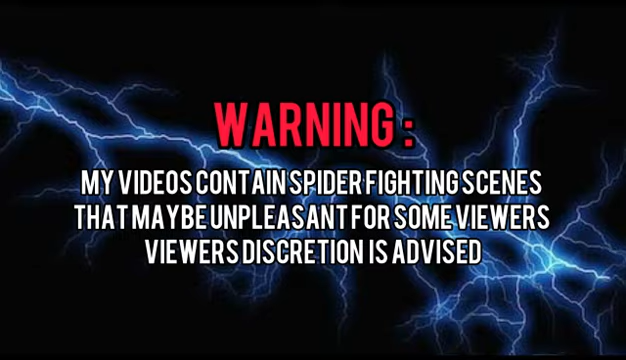 WARNING :
MY VIDEOS CONTAIN SPIDER FIGHTING SCENES
THAT MAYBE UNPLEASANT FOR SOME VIEWERS
VIEWERS DISCRETION IS ADVISED